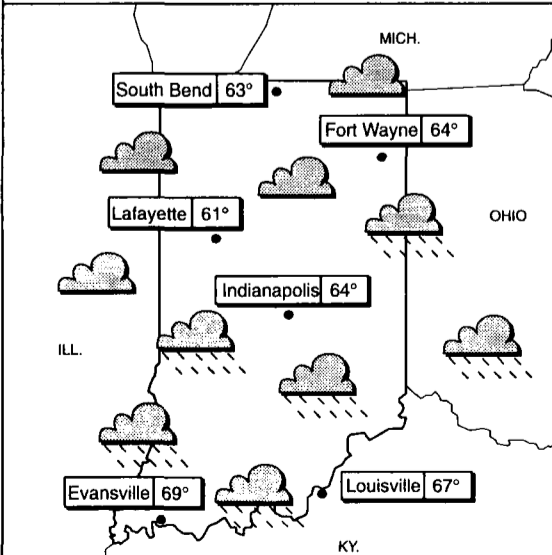 MICH.
South Bend 63°
Fort Wayne 64°
Lafayette 61°
OHIO
Indianapolis 64°
ILL.
Evansville 69°
Louisville 67°
KY.